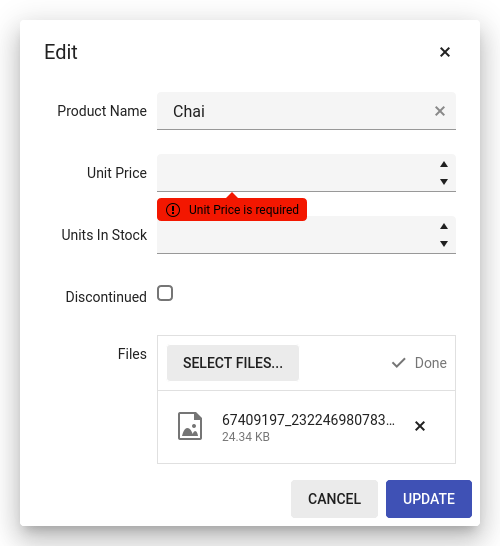 Edit
Product Name
Chai
Unit Price
Unit Price is required
Units In Stock
Discontinued
Files
SELECT FILES...
Done
67409197_232246980783...
24.34 KB
CANCEL
UPDATE